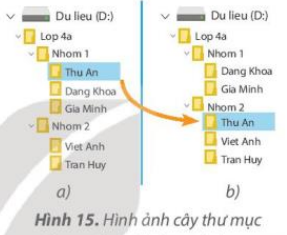 Du lieu (D:)
Lop 4a
Nhom 1
Thu An
Dang Khoa
Gia Minh
Nhom 2
Viet Anh
Tran Huy
a)
Du lieu (D:)
Lop 4a
Nhom 1
Dang Khoa
Gia Minh
Nhom 2
Thu An
Viet Anh
Tran Huy
b)
Hình 15. Hình ảnh cây thư mục